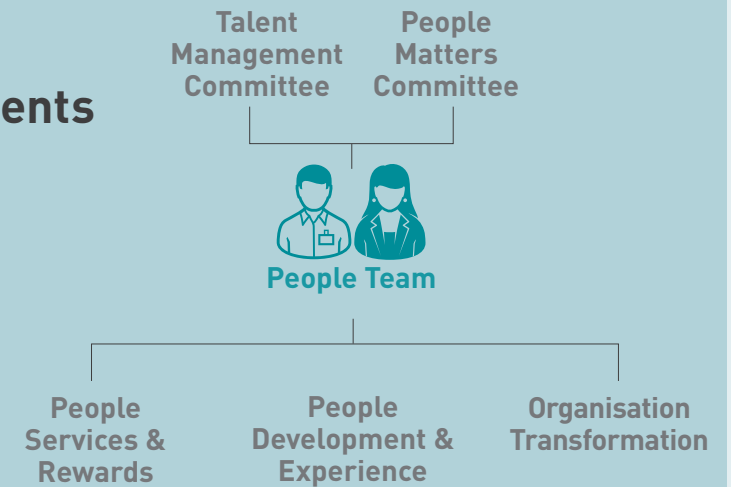 Talent
Management
Committee
People
Matters
Committee
ents
People Team
People
Services &
Rewards
People
Development &
Experience
Organisation
Transformation